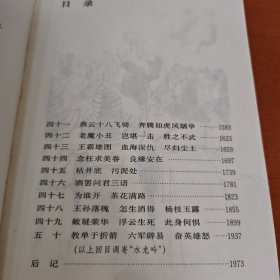 目录
四十一 燕云十八飞骑 奔腾如虎风烟举 ······ 1583
四十二 老魔小丑 岂堪一击 胜之不武 ······ 1625
四十三 王霸雄图 血海深仇 尽归尘土 ······ 1643
四十四 念枉求美眷 良缘安在 ······ 1697
四十五 枯井底 污泥处 ······ 1739
四十六 酒罢问君三语 ······ 1781
四十七 为谁开 茶花满路 ······ 1815
四十八 王孙落魄 怎生消得 杨枝玉露 ······ 1855
四十九 敝屣荣华 浮云生死 此身何惧 ······ 1899
五十 教单于折箭 六军辟易 奋英雄怒 ······ 1935
(以上回目调寄“水龙吟”)
后记 ······ 1973